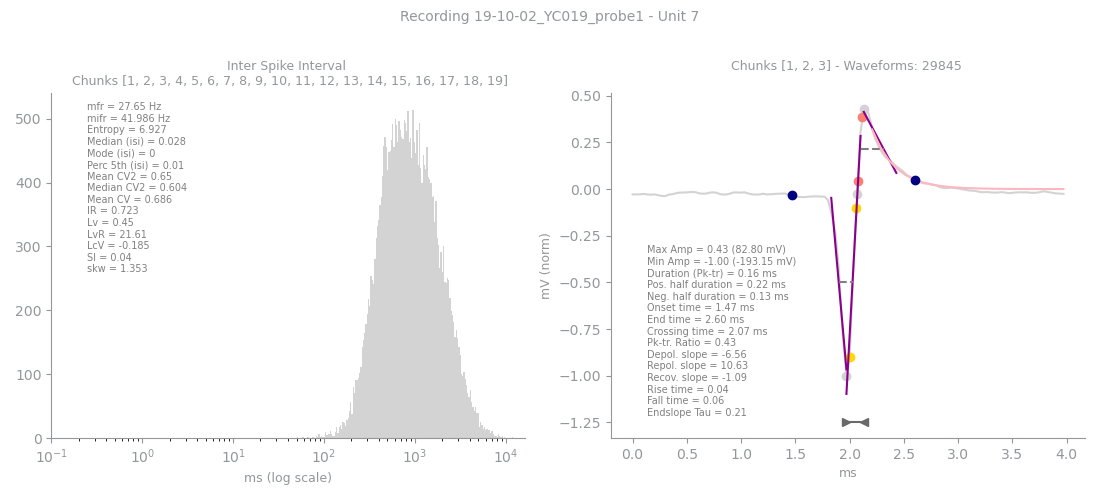 Recording 19-10-02_YC019_probe1 - Unit 7
Inter Spike Interval
Chunks [1, 2, 3, 4, 5, 6, 7, 8, 9, 10, 11, 12, 13, 14, 15, 16, 17, 18, 19]
mfr = 27.65 Hz
mifr = 41.986 Hz
Entropy = 6.927
Median (isi) = 0.028
Mode (isi) = 0
Perc 5th (isi) = 0.01
Mean CV2 = 0.65
Median CV2 = 0.604
Mean CV = 0.686
IR = 0.723
Lv = 0.45
LvR = 21.61
LcV = -0.185
SI = 0.04
skw = 1.353
500
400
300
200
100
0
10⁻¹ 10⁰ 10¹ 10² 10³ 10⁴
ms (log scale)
Chunks [1, 2, 3] - Waveforms: 29845
0.50
0.25
0.00
−0.25
−0.50
−0.75
−1.00
−1.25
mV (norm)
Max Amp = 0.43 (82.80 mV)
Min Amp = -1.00 (-193.15 mV)
Duration (Pk-tr) = 0.16 ms
Pos. half duration = 0.22 ms
Neg. half duration = 0.13 ms
Onset time = 1.47 ms
End time = 2.60 ms
Crossing time = 2.07 ms
Pk-tr. Ratio = 0.43
Depol. slope = -6.56
Repol. slope = 10.63
Recov. slope = -1.09
Rise time = 0.04
Fall time = 0.06
Endslope Tau = 0.21
0.0 0.5 1.0 1.5 2.0 2.5 3.0 3.5 4.0
ms